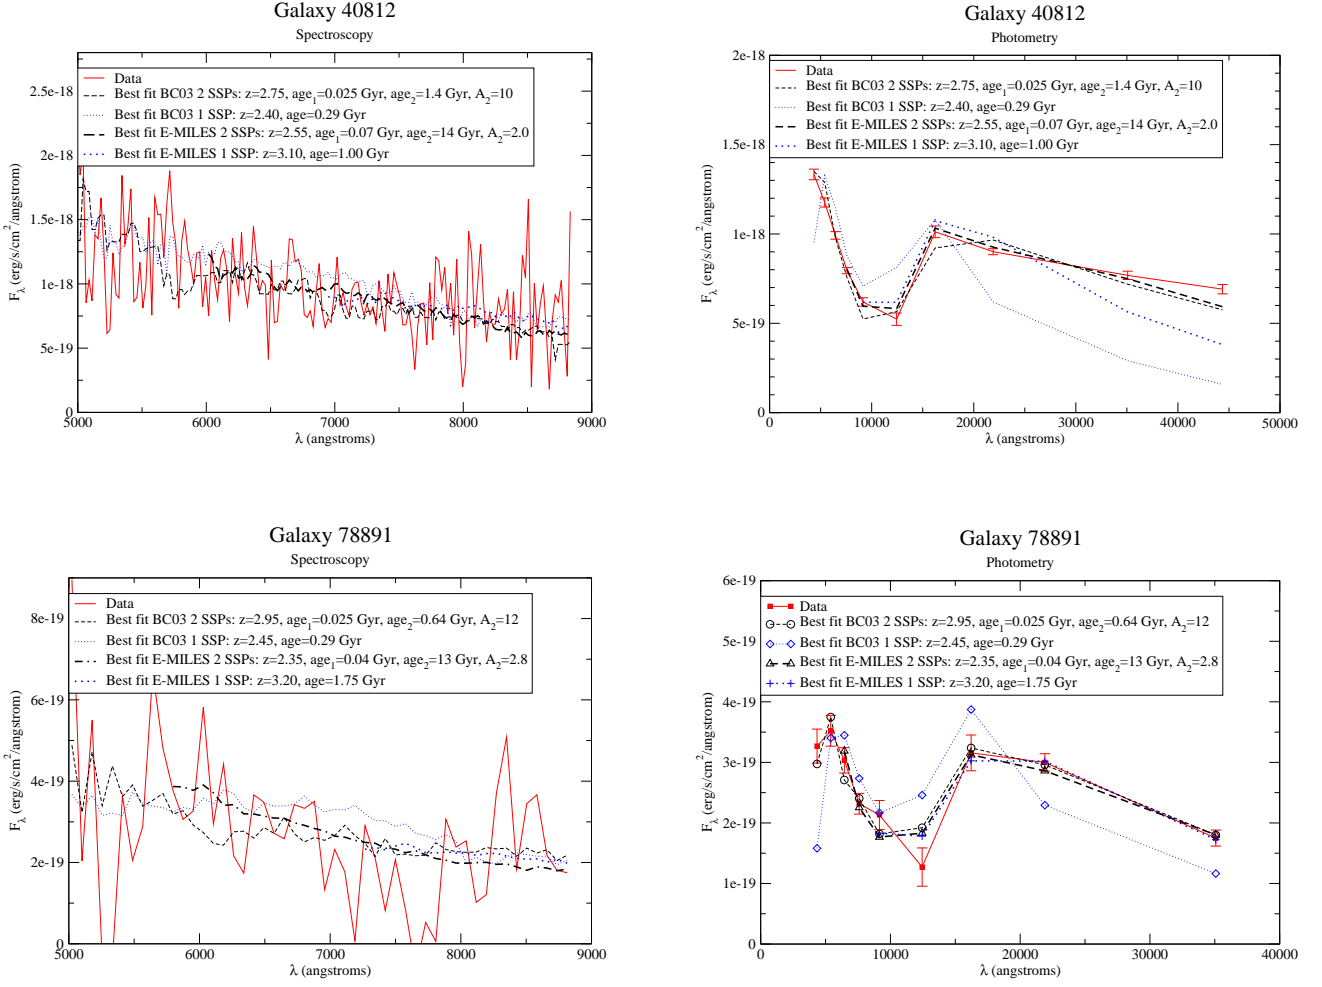 Galaxy 40812
Spectroscopy
Data
Best fit BC03 2 SSPs: z=2.75, age1=0.025 Gyr, age2=1.4 Gyr, A2=10
Best fit BC03 1 SSP: z=2.40, age=0.29 Gyr
Best fit E-MILES 2 SSPs: z=2.55, age1=0.07 Gyr, age2=14 Gyr, A2=2.0
Best fit E-MILES 1 SSP: z=3.10, age=1.00 Gyr
2.5e-18
2e-18
1.5e-18
1e-18
5e-19
0
Fλ (erg/s/cm2/angstrom)
5000 6000 7000 8000 9000
λ (angstroms)
Galaxy 40812
Photometry
Data
Best fit BC03 2 SSPs: z=2.75, age1=0.025 Gyr, age2=1.4 Gyr, A2=10
Best fit BC03 1 SSP: z=2.40, age=0.29 Gyr
Best fit E-MILES 2 SSPs: z=2.55, age1=0.07 Gyr, age2=14 Gyr, A2=2.0
Best fit E-MILES 1 SSP: z=3.10, age=1.00 Gyr
2e-18
1.5e-18
1e-18
5e-19
0
Fλ (erg/s/cm2/angstrom)
0 10000 20000 30000 40000 50000
λ (angstroms)
Galaxy 78891
Spectroscopy
Data
Best fit BC03 2 SSPs: z=2.95, age1=0.025 Gyr, age2=0.64 Gyr, A2=12
Best fit BC03 1 SSP: z=2.45, age=0.29 Gyr
Best fit E-MILES 2 SSPs: z=2.35, age1=0.04 Gyr, age2=13 Gyr, A2=2.8
Best fit E-MILES 1 SSP: z=3.20, age=1.75 Gyr
8e-19
6e-19
4e-19
2e-19
0
Fλ (erg/s/cm2/angstrom)
5000 6000 7000 8000 9000
λ (angstroms)
Galaxy 78891
Photometry
Data
Best fit BC03 2 SSPs: z=2.95, age1=0.025 Gyr, age2=0.64 Gyr, A2=12
Best fit BC03 1 SSP: z=2.45, age=0.29 Gyr
Best fit E-MILES 2 SSPs: z=2.35, age1=0.04 Gyr, age2=13 Gyr, A2=2.8
Best fit E-MILES 1 SSP: z=3.20, age=1.75 Gyr
6e-19
5e-19
4e-19
3e-19
2e-19
1e-19
0
Fλ (erg/s/cm2/angstrom)
0 10000 20000 30000 40000
λ (angstroms)